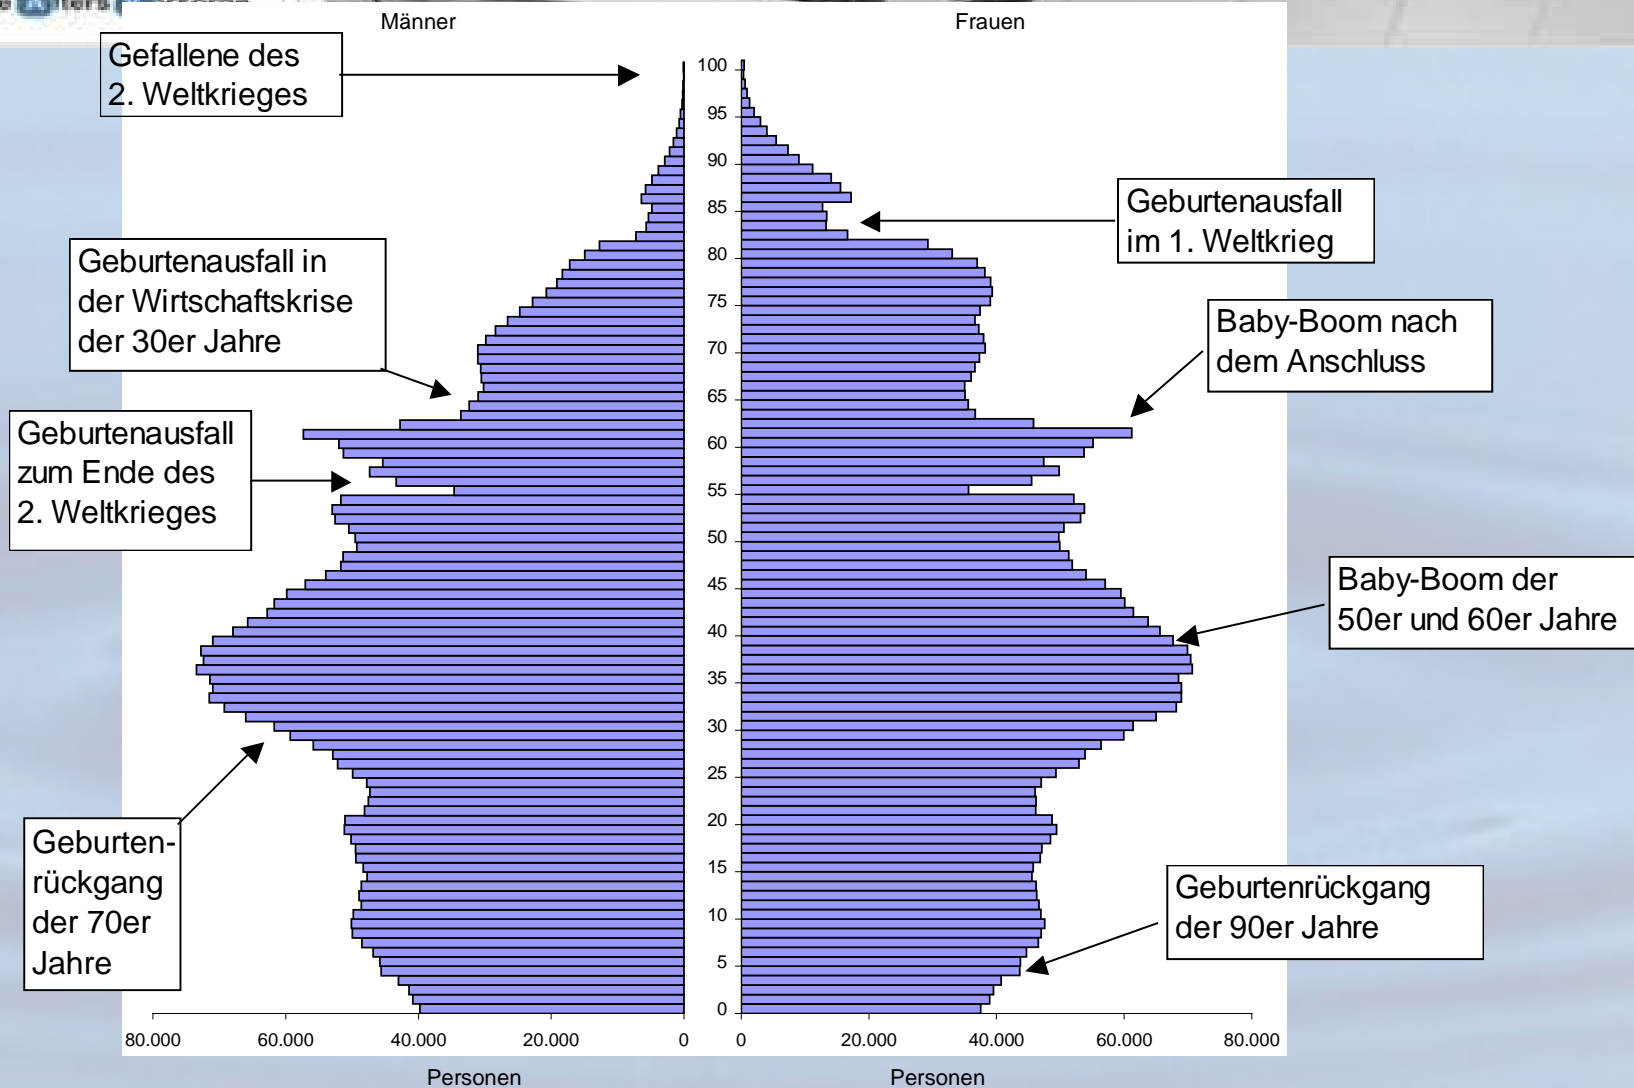 Männer
Frauen
Gefallene des
2. Weltkrieges
Geburtenausfall
im 1. Weltkrieg
Geburtenausfall in
der Wirtschaftskrise
der 30er Jahre
Baby-Boom nach
dem Anschluss
Geburtenausfall
zum Ende des
2. Weltkrieges
Baby-Boom der
50er und 60er Jahre
Geburten-
rückgang
der 70er
Jahre
Geburtenrückgang
der 90er Jahre
100
95
90
85
80
75
70
65
60
55
50
45
40
35
30
25
20
15
10
5
0
80.000 60.000 40.000 20.000 0 0 20.000 40.000 60.000 80.000
Personen Personen